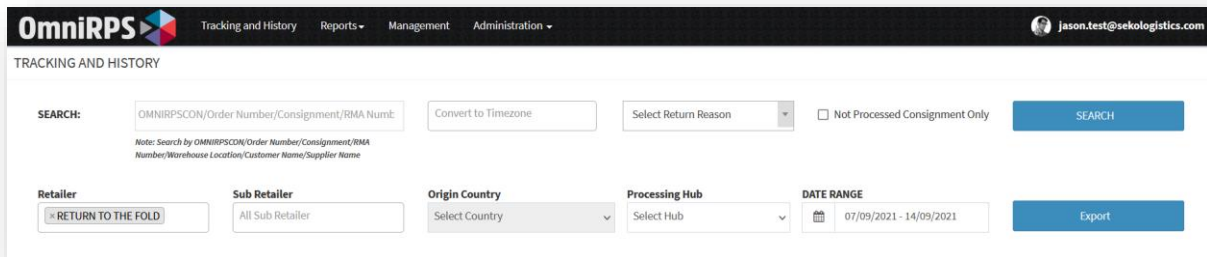 OmniRPS Tracking and History Reports Management Administration jason.test@sekologistics.com
TRACKING AND HISTORY
SEARCH: OMNIRPSCON/Order Number/Consignment/RMA Numb Convert to Timezone Select Return Reason Not Processed Consignment Only SEARCH
Note: Search by OMNIRPSCON/Order Number/Consignment/RMA
Number/Warehouse Location/Customer Name/Supplier Name
Retailer Sub Retailer Origin Country Processing Hub DATE RANGE
× RETURN TO THE FOLD All Sub Retailer Select Country Select Hub 07/09/2021 - 14/09/2021 Export